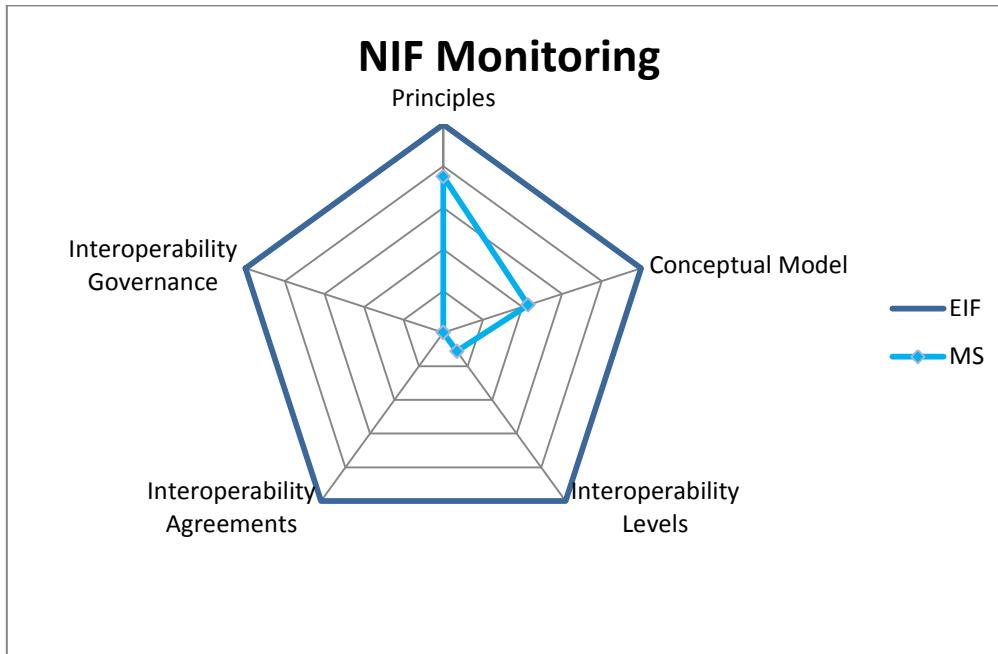 NIF Monitoring
Principles
Interoperability
Governance
Conceptual Model
EIF
MS
Interoperability
Agreements
Interoperability
Levels